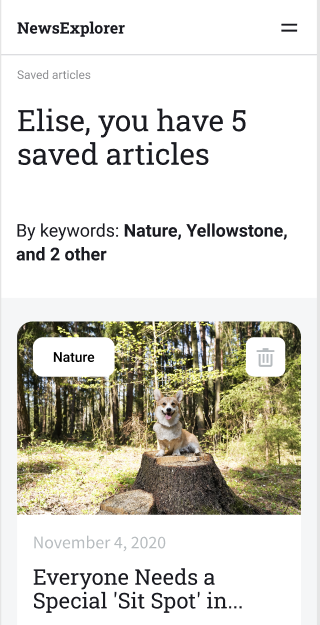 NewsExplorer
Saved articles
Elise, you have 5
saved articles
By keywords: Nature, Yellowstone,
and 2 other
Nature
November 4, 2020
Everyone Needs a
Special 'Sit Spot' in...